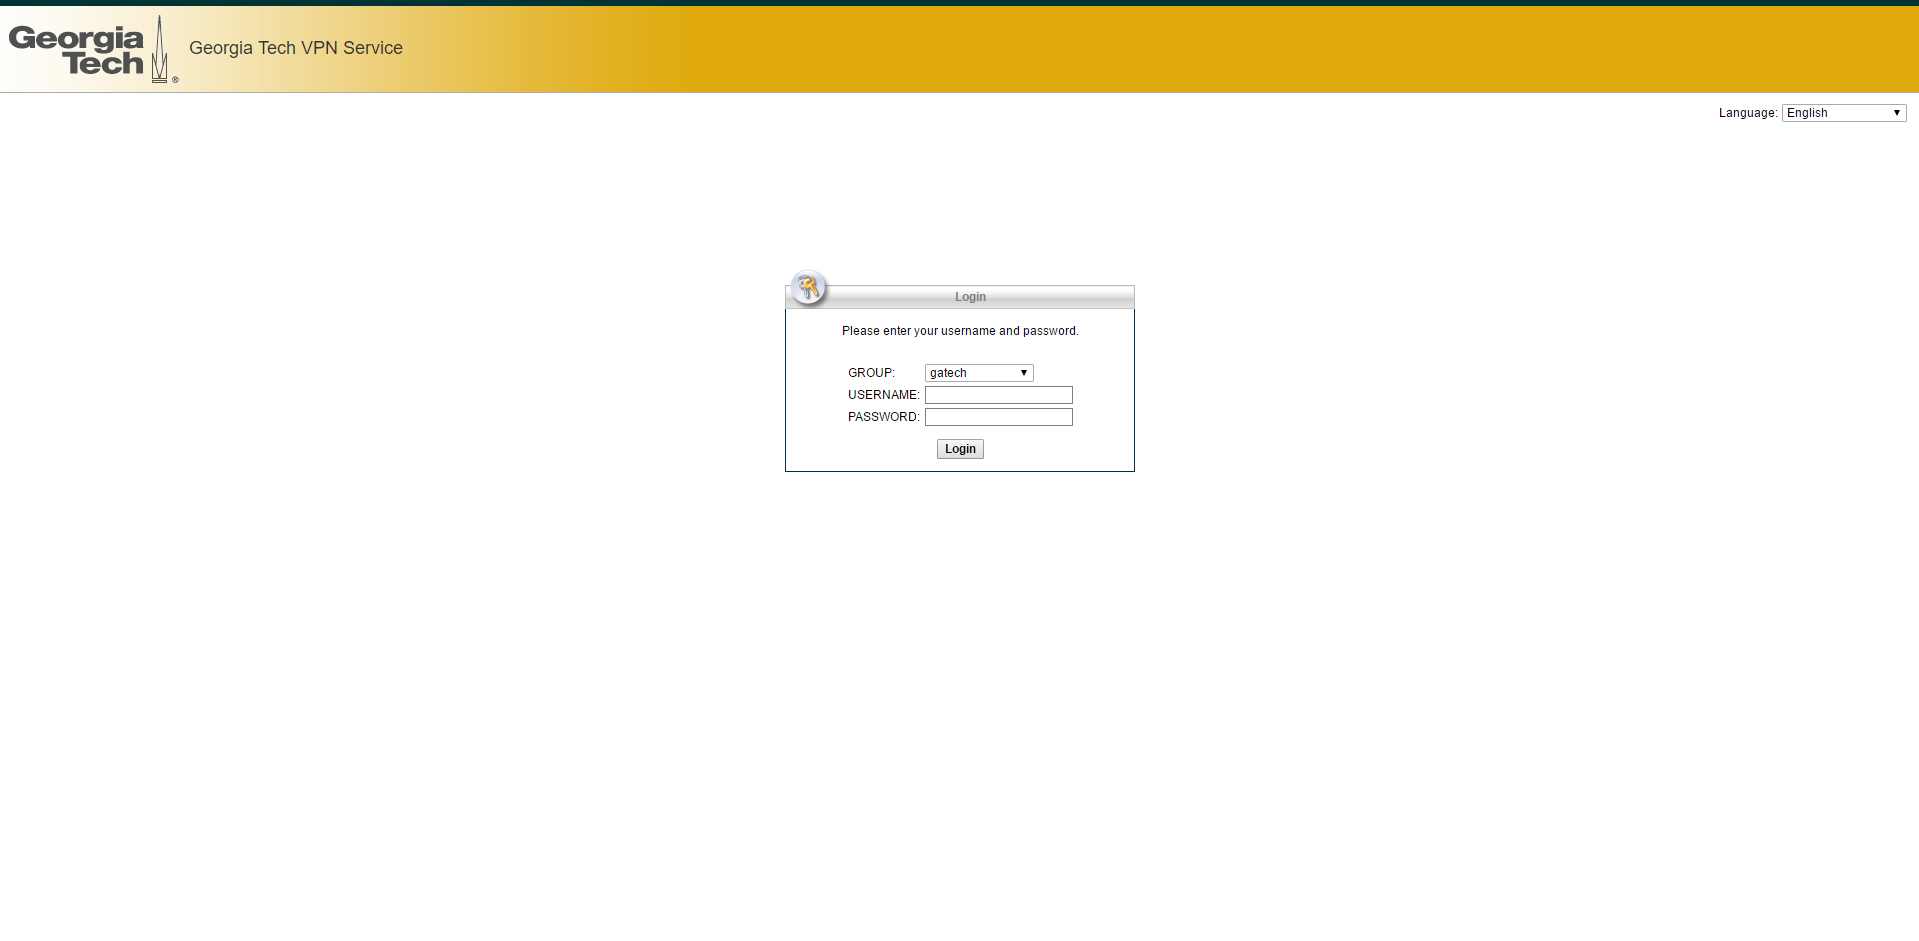 Georgia
Tech
®
Georgia Tech VPN Service
Language: English
Login
Please enter your username and password.
GROUP: gatech
USERNAME:
PASSWORD:
Login